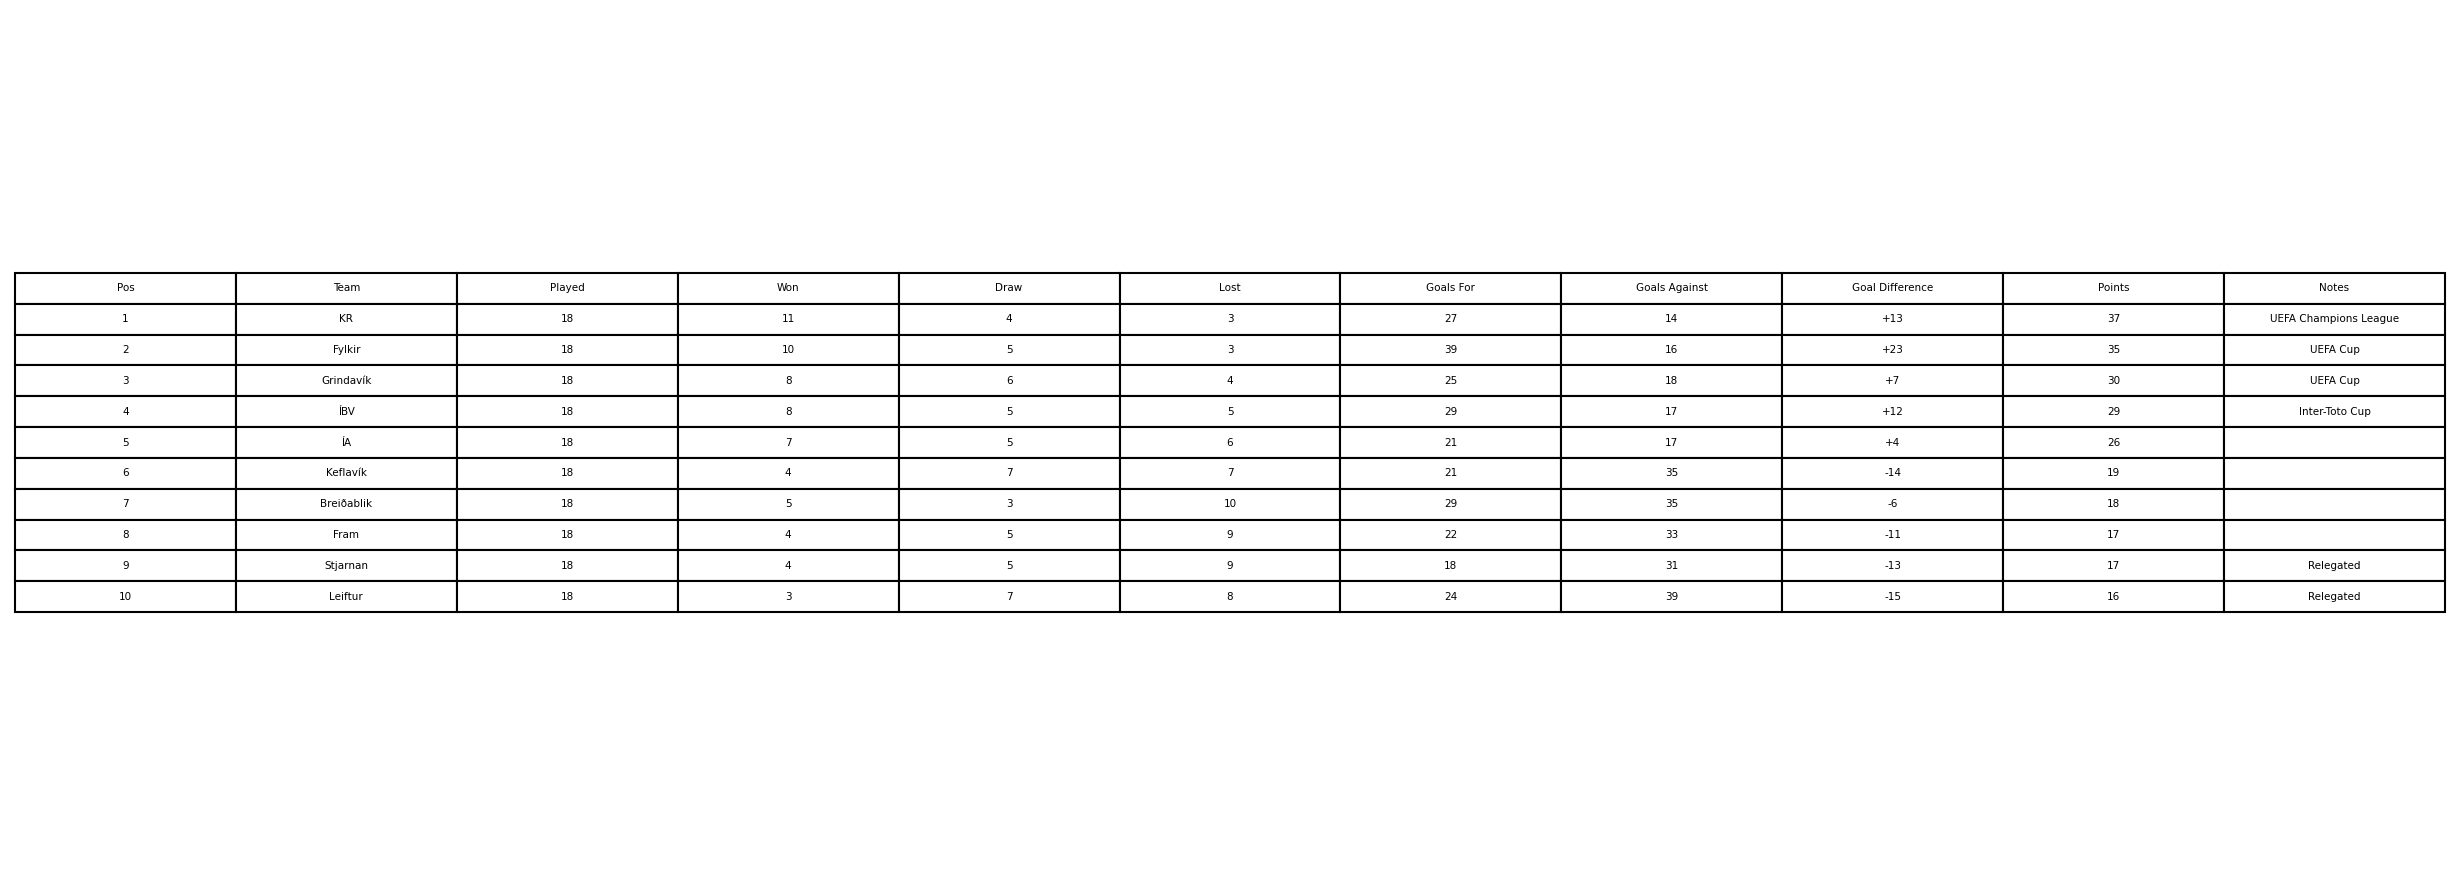 Pos Team Played Won Draw Lost Goals For Goals Against Goal Difference Points Notes
1 KR 18 11 4 3 27 14 +13 37 UEFA Champions League
2 Fylkir 18 10 5 3 39 16 +23 35 UEFA Cup
3 Grindavík 18 8 6 4 25 18 +7 30 UEFA Cup
4 ÍBV 18 8 5 5 29 17 +12 29 Inter-Toto Cup
5 ÍA 18 7 5 6 21 17 +4 26
6 Keflavík 18 4 7 7 21 35 -14 19
7 Breiðablik 18 5 3 10 29 35 -6 18
8 Fram 18 4 5 9 22 33 -11 17
9 Stjarnan 18 4 5 9 18 31 -13 17 Relegated
10 Leiftur 18 3 7 8 24 39 -15 16 Relegated